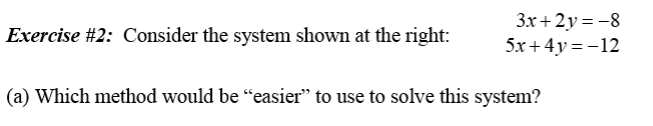 Exercise #2: Consider the system shown at the right:
3x+2y=−8
5x+4y=−12
(a) Which method would be “easier” to use to solve this system?